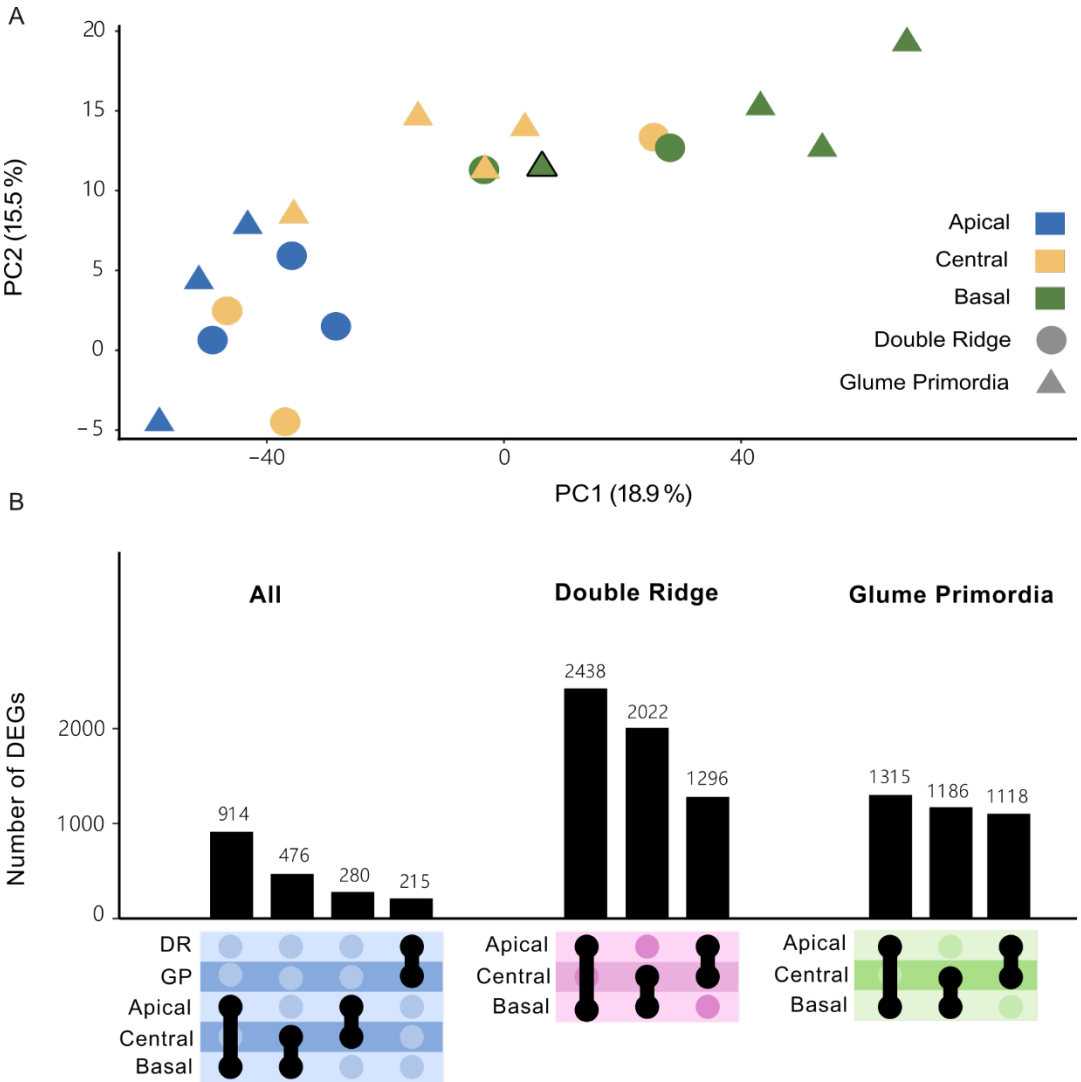 A
20
15
10
5
0
−5
PC2 (15.5 %)
−40
0
40
PC1 (18.9 %)
Apical
Central
Basal
Double Ridge
Glume Primordia
B
Number of DEGs
2000
1000
0
All
Double Ridge
Glume Primordia
914
476
280
215
2438
2022
1296
1315
1186
1118
DR
GP
Apical
Central
Basal
Apical
Central
Basal
Apical
Central
Basal